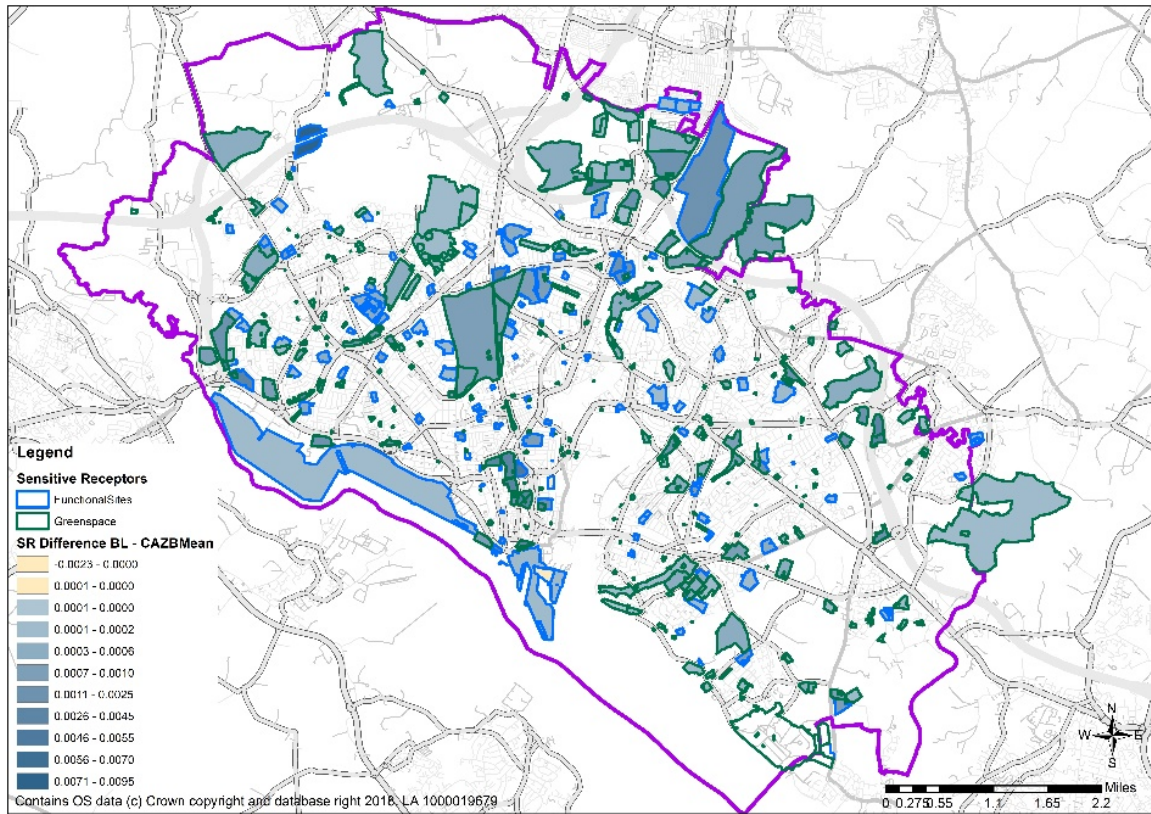 Legend
Sensitive Receptors
FunctionalSites
Greenspace
SR Difference BL - CAZBMean
-0.0023 - 0.0000
0.0001 - 0.0000
0.0001 - 0.0000
0.0001 - 0.0002
0.0003 - 0.0006
0.0007 - 0.0010
0.0011 - 0.0025
0.0026 - 0.0045
0.0046 - 0.0055
0.0056 - 0.0070
0.0071 - 0.0095
Contains OS data (c) Crown copyright and database right 2018. LA 1000019679
N
W E
S
Miles
0 0.275 0.55 1.1 1.65 2.2